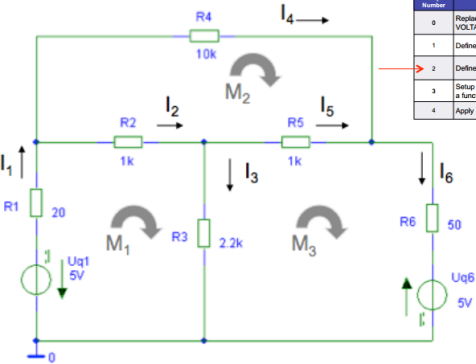 Number
0 Replac
VOLTA
1 Define
2 Define
3 Setup
a func
4 Apply
R4
I4
10k
M2
I1
R2
I2
1k
R5
I5
1k
I3
I6
R1
20
M1
R3
2.2k
M3
R6
50
Uq1
5V
Uq6
5V
0